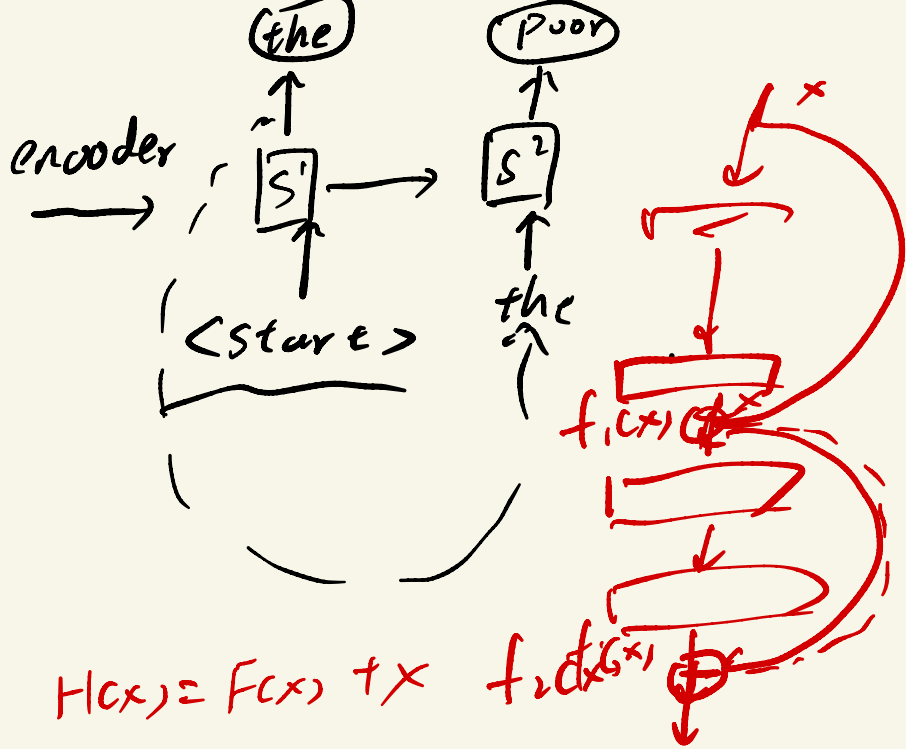 the
poor
encoder
S¹
S²
<start>
the
x
f₁(x)
x
H(x) = F(x) + x